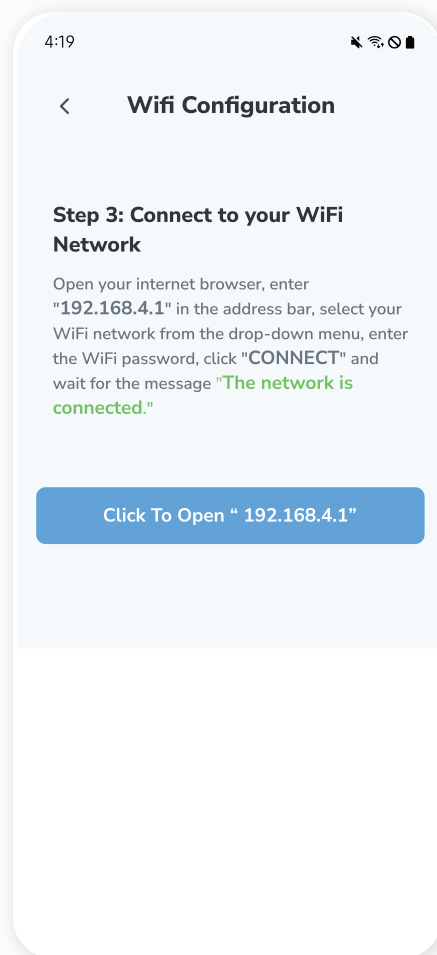 4:19
Wifi Configuration
Step 3: Connect to your WiFi
Network
Open your internet browser, enter
"192.168.4.1" in the address bar, select your
WiFi network from the drop-down menu, enter
the WiFi password, click "CONNECT" and
wait for the message "The network is
connected."
Click To Open “ 192.168.4.1”